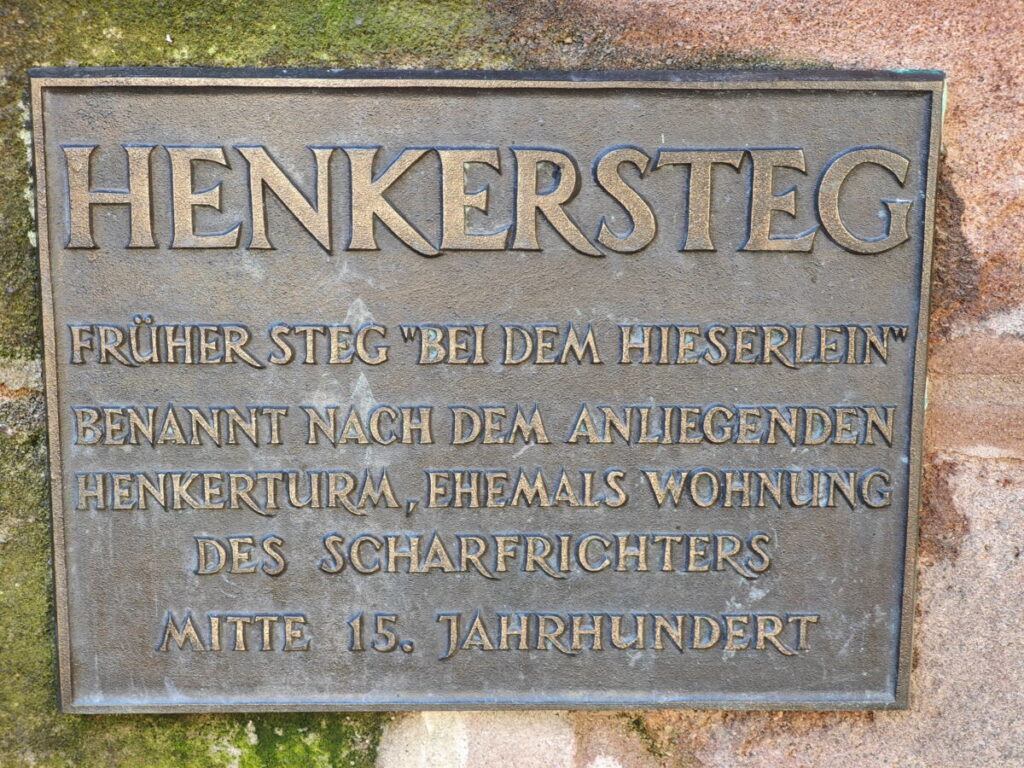 HENKERSTEG
FRÜHER STEG "BEI DEM HIESERLEIN"
BENANNT NACH DEM ANLIEGENDEN
HENKERTURM, EHEMALS WOHNUNG
DES SCHARFRICHTERS
MITTE 15. JAHRHUNDERT